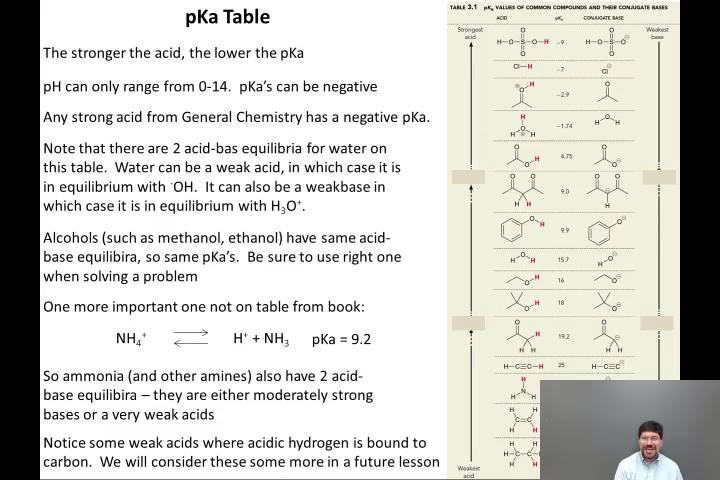 pKa Table
The stronger the acid, the lower the pKa
pH can only range from 0-14.  pKa's can be negative
Any strong acid from General Chemistry has a negative pKa.
Note that there are 2 acid-bas equilibria for water on
this table.  Water can be a weak acid, in which case it is
in equilibrium with ⁻OH.  It can also be a weakbase in
which case it is in equilibrium with H₃O⁺.
Alcohols (such as methanol, ethanol) have same acid-
base equilibira, so same pKa's.  Be sure to use right one
when solving a problem
One more important one not on table from book:
NH₄⁺ ⇌ H⁺ + NH₃ pKa = 9.2
So ammonia (and other amines) also have 2 acid-
base equilibira – they are either moderately strong
bases or a very weak acids
Notice some weak acids where acidic hydrogen is bound to
carbon.  We will consider these some more in a future lesson
TABLE 3.1 pKₐ VALUES OF COMMON COMPOUNDS AND THEIR CONJUGATE BASES
ACID pKₐ CONJUGATE BASE
Strongest
acid
Weakest
base
−9
Cl—H −7 Cl⊖
−2.9
−1.74
4.75
9.0
9.9
15.7
16
18
19.2
H—C≡C—H 25 H—C≡C⊖
Weakest
acid